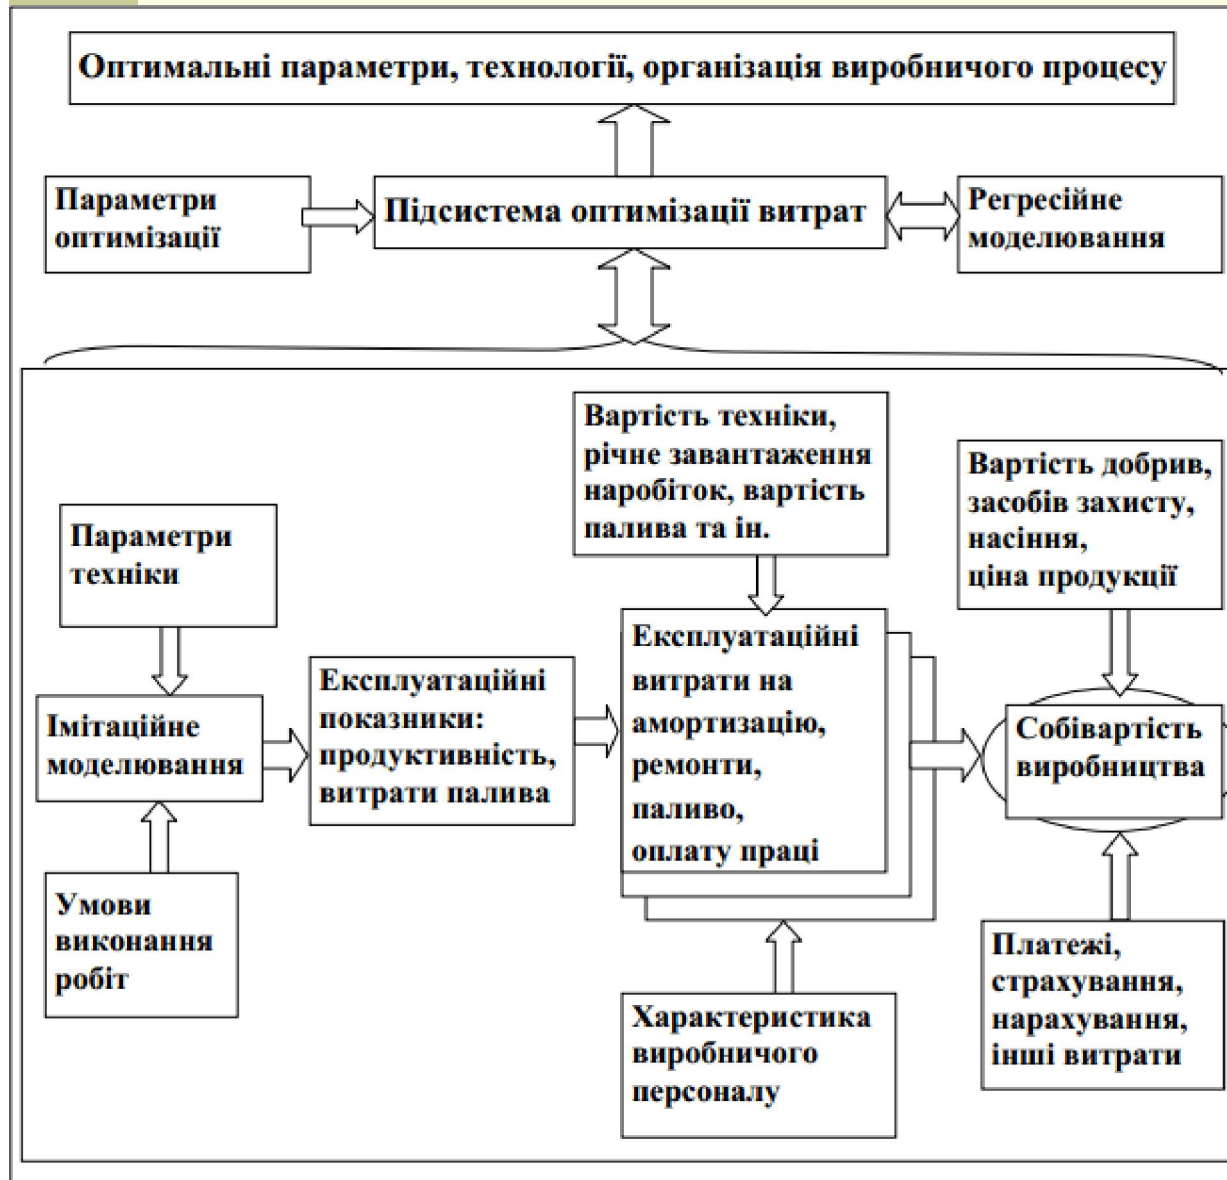 Оптимальні параметри, технології, організація виробничого процесу
Параметри
оптимізації
Підсистема оптимізації витрат
Регресійне
моделювання
Вартість техніки,
річне завантаження
наробіток, вартість
палива та ін.
Вартість добрив,
засобів захисту,
насіння,
ціна продукції
Параметри
техніки
Імітаційне
моделювання
Експлуатаційні
показники:
продуктивність,
витрати палива
Експлуатаційні
витрати на
амортизацію,
ремонти,
паливо,
оплату праці
Собівартість
виробництва
Умови
виконання
робіт
Характеристика
виробничого
персоналу
Платежі,
страхування,
нарахування,
інші витрати